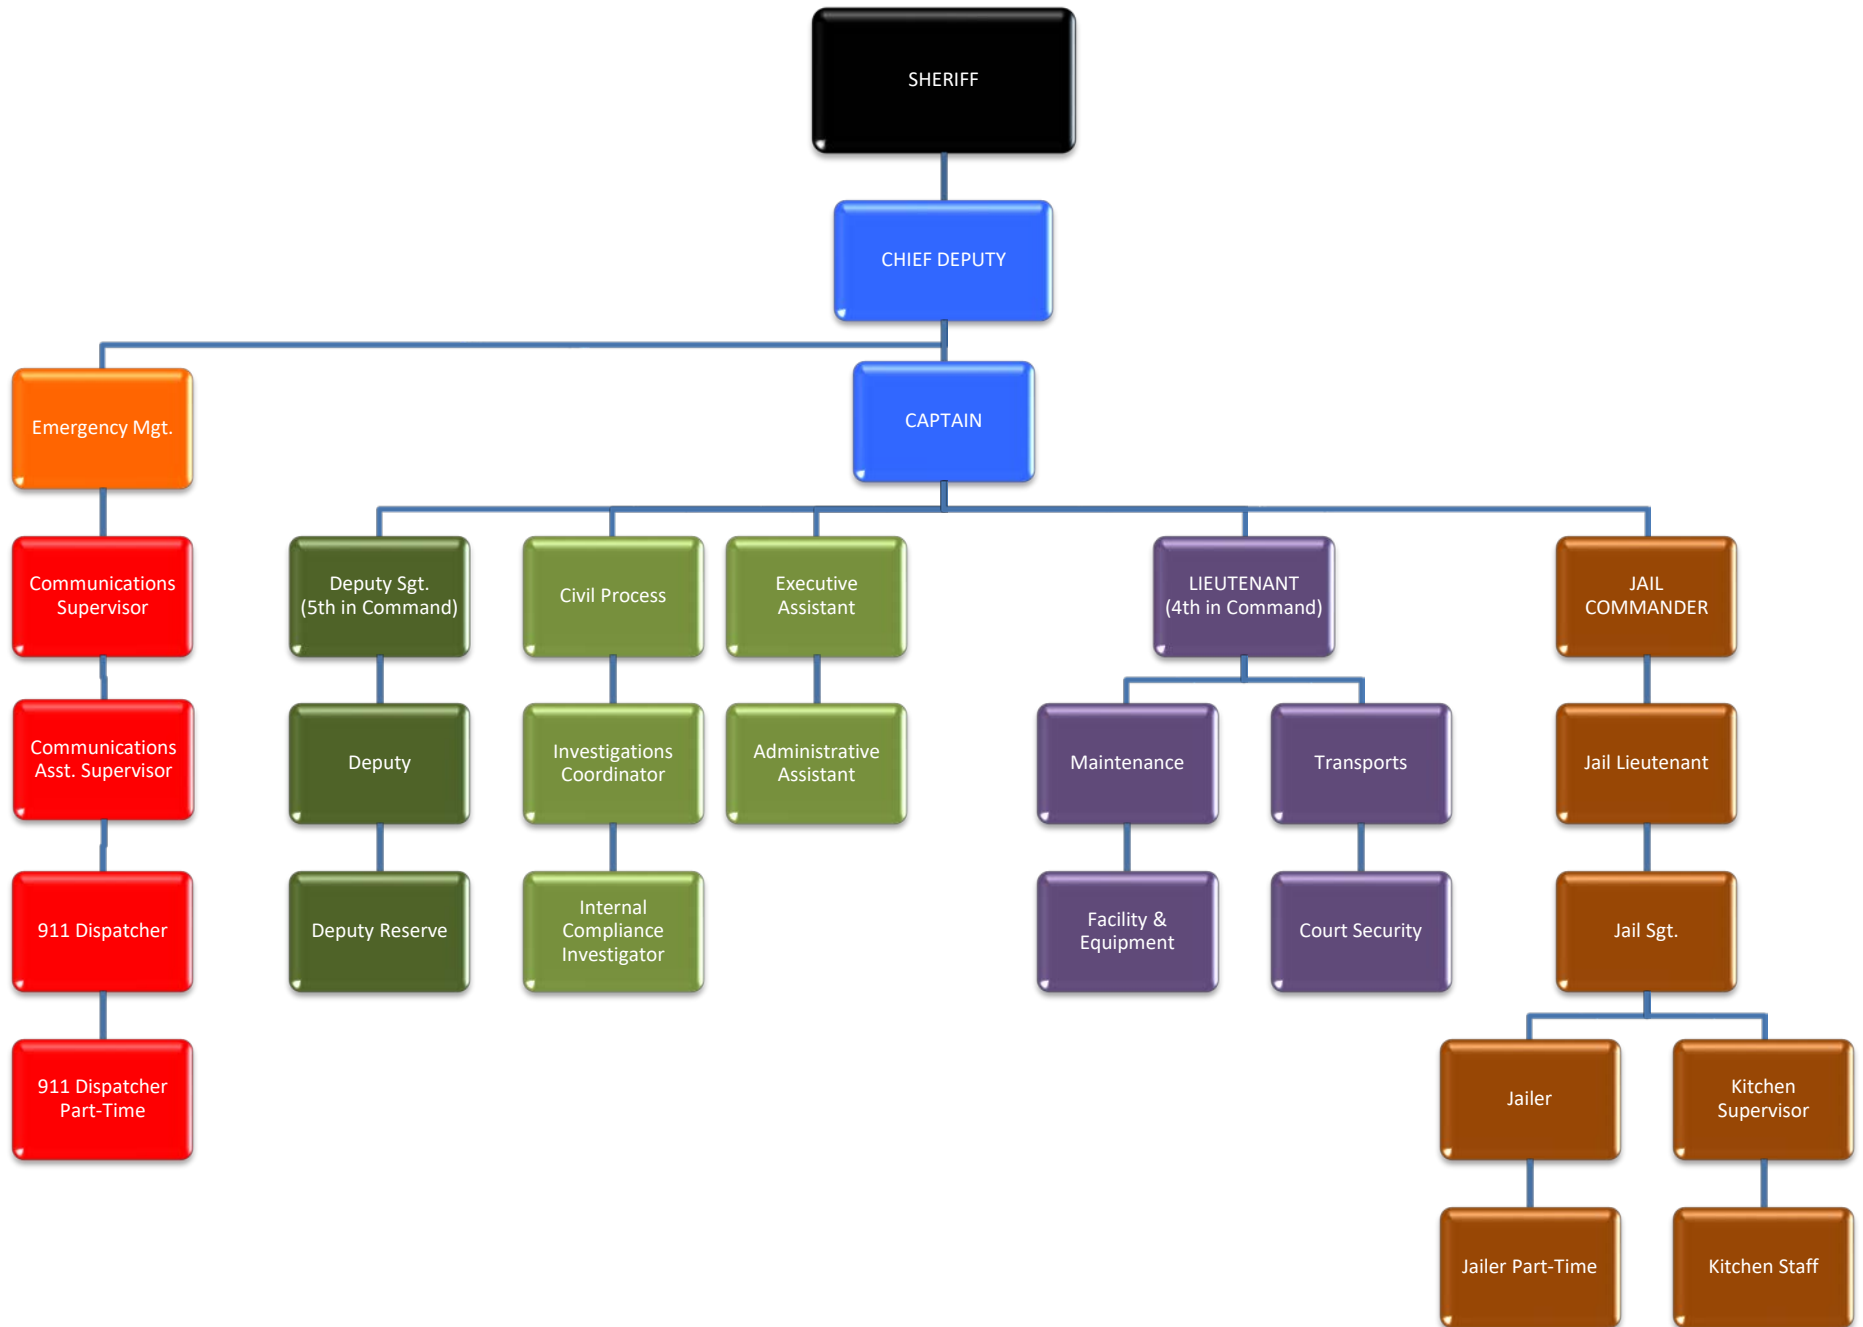 SHERIFF
CHIEF DEPUTY
Emergency Mgt.
CAPTAIN
Communications
Supervisor
Deputy Sgt.
(5th in Command)
Civil Process
Executive
Assistant
LIEUTENANT
(4th in Command)
JAIL
COMMANDER
Communications
Asst. Supervisor
Deputy
Investigations
Coordinator
Administrative
Assistant
Maintenance
Transports
Jail Lieutenant
911 Dispatcher
Deputy Reserve
Internal
Compliance
Investigator
Facility &
Equipment
Court Security
Jail Sgt.
911 Dispatcher
Part-Time
Jailer
Kitchen
Supervisor
Jailer Part-Time
Kitchen Staff